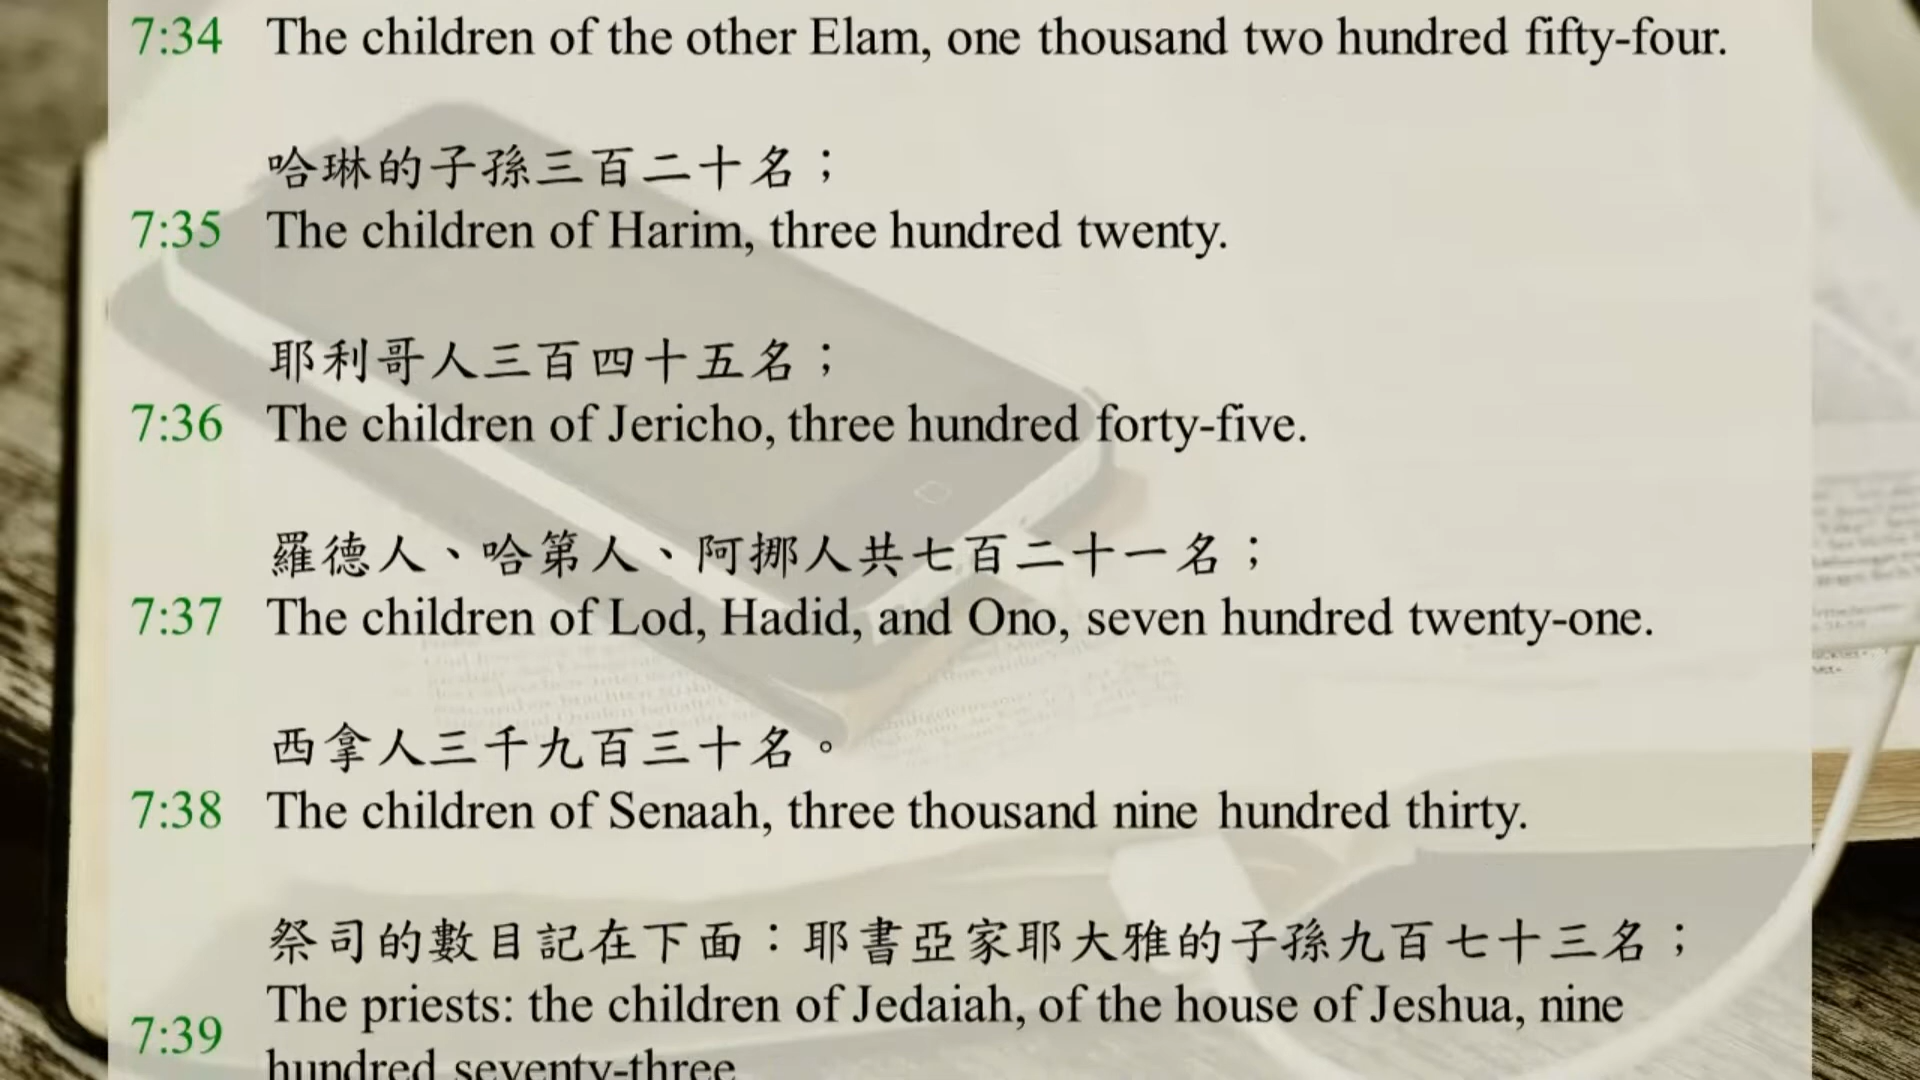 7:34 The children of the other Elam, one thousand two hundred fifty-four.
哈琳的子孫三百二十名；
7:35 The children of Harim, three hundred twenty.
耶利哥人三百四十五名；
7:36 The children of Jericho, three hundred forty-five.
羅德人、哈第人、阿挪人共七百二十一名；
7:37 The children of Lod, Hadid, and Ono, seven hundred twenty-one.
西拿人三千九百三十名。
7:38 The children of Senaah, three thousand nine hundred thirty.
祭司的數目記在下面：耶書亞家耶大雅的子孫九百七十三名；
7:39 The priests: the children of Jedaiah, of the house of Jeshua, nine
hundred seventy-three